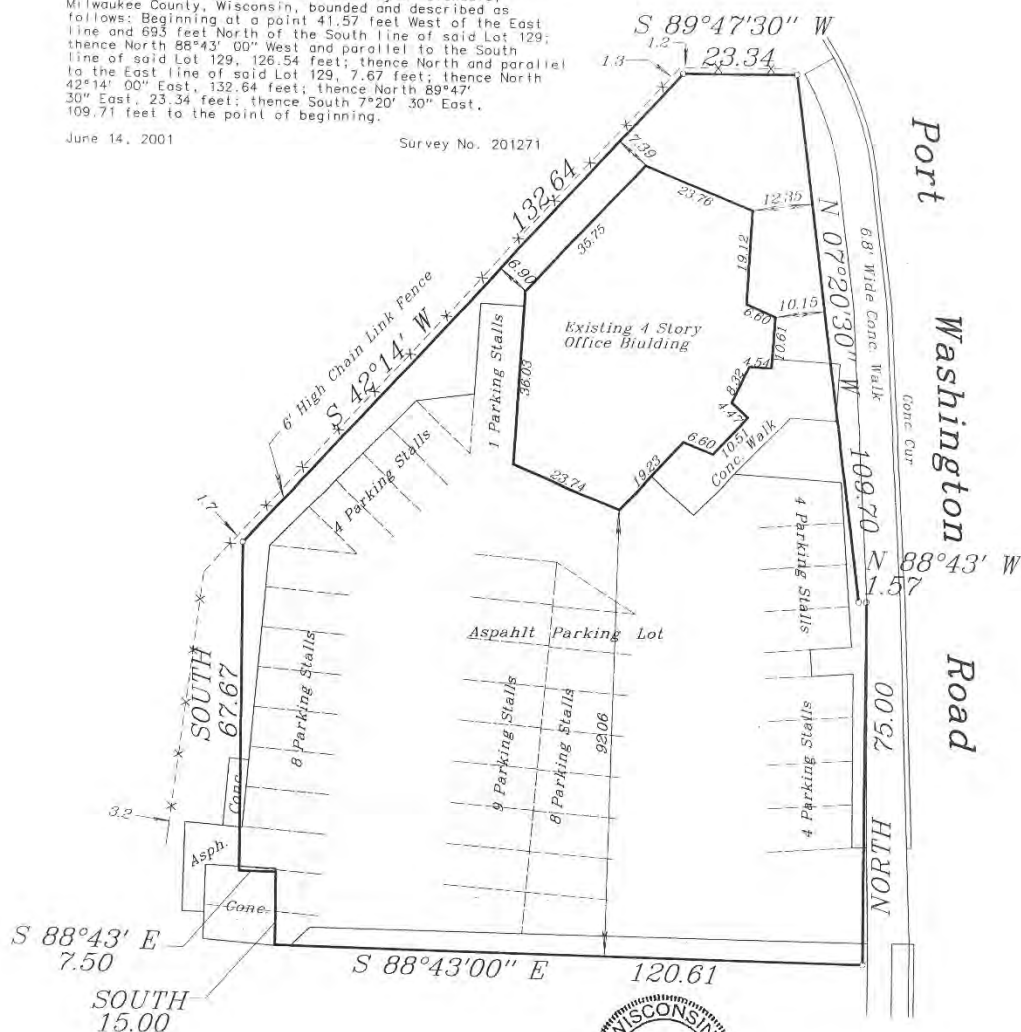 Milwaukee County, Wisconsin, bounded and described as
follows: Beginning at a point 41.57 feet West of the East
line and 693 feet North of the South line of said Lot 129;
thence North 88°43' 00" West and parallel to the South
line of said Lot 129, 126.54 feet; thence North and parallel
to the East line of said Lot 129, 7.67 feet; thence North
42°14' 00" East, 132.64 feet; thence North 89°47'
30" East, 23.34 feet; thence South 7°20' 30" East,
109.71 feet to the point of beginning.
June 14, 2001 Survey No. 201271
S 89°47'30" W
23.34
1.2
1.3
7.39
132.64
23.76
12.35
35.75
6.90
19.12
N 07°20'30" W
109.70
6.8' Wide Conc. Walk
Conc Cur
Port
Washington
Road
6' High Chain Link Fence
S 42°14' W
1 Parking Stalls
Existing 4 Story
Office Biulding
6.60
10.15
10.61
4.54
8.32
4.47
10.51
6.60
19.23
Conc. Walk
36.03
23.74
4 Parking Stalls
1.7
4 Parking Stalls
N 88°43' W
1.57
Aspahlt Parking Lot
SOUTH
67.67
8 Parking Stalls
9 Parking Stalls
8 Parking Stalls
92.06
4 Parking Stalls
75.00
NORTH
3.2
Conc
Asph.
Conc.
S 88°43' E
7.50
SOUTH
15.00
S 88°43'00" E 120.61
WISCONSIN